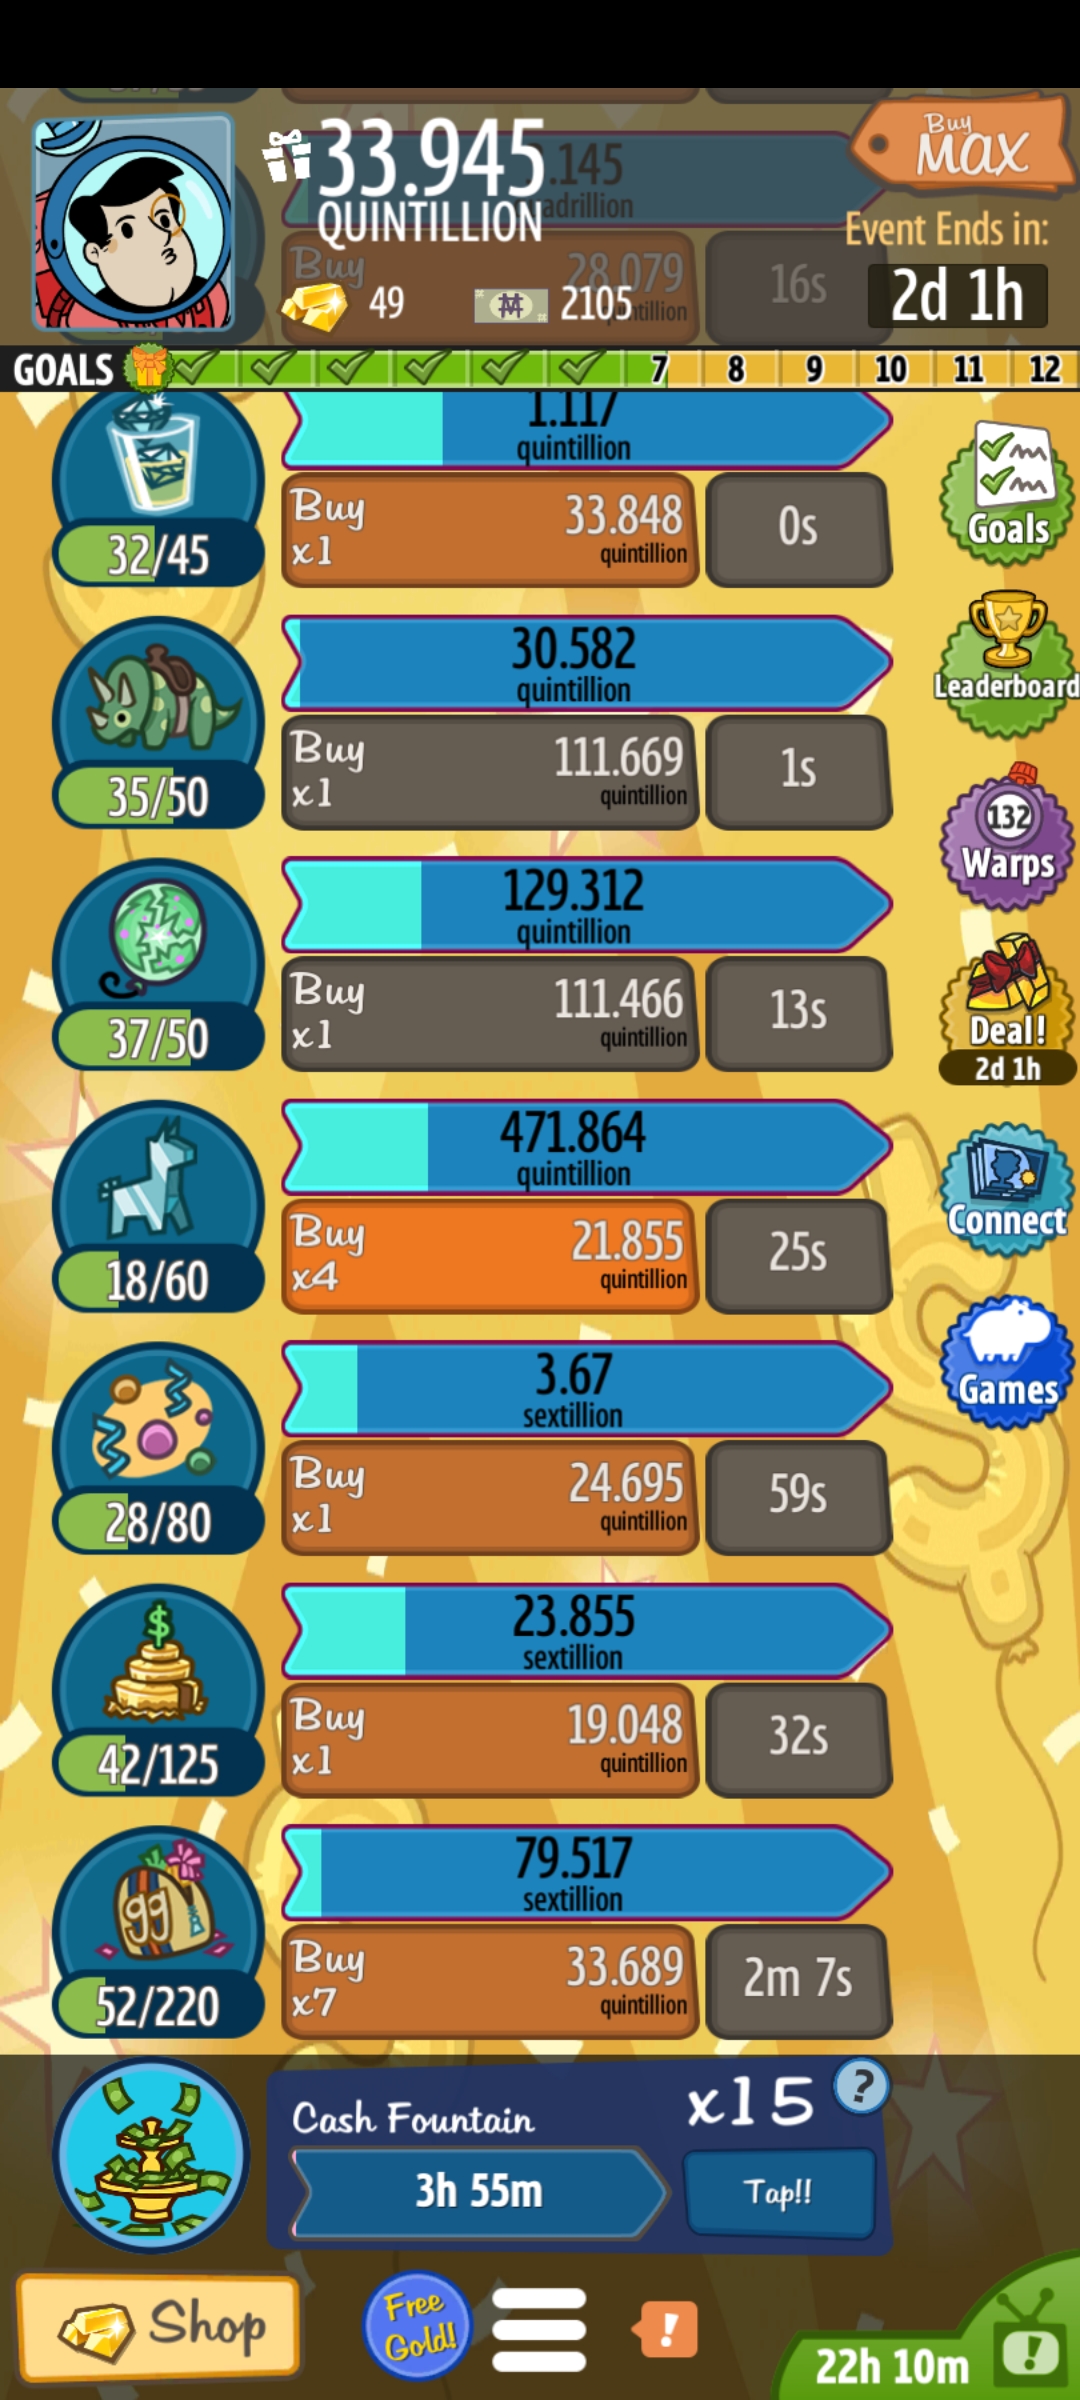 33.945
QUINTILLION
.145
adrillion
Buy
MAX
Event Ends in:
2d 1h
49
2105
Buy
28.079
16s
GOALS
7 8 9 10 11 12
1.117
quintillion
32/45
Buy
x1
33.848
quintillion
0s
Goals
30.582
quintillion
35/50
Buy
x1
111.669
quintillion
1s
Leaderboard
129.312
quintillion
37/50
Buy
x1
111.466
quintillion
13s
132
Warps
Deal!
2d 1h
471.864
quintillion
18/60
Buy
x4
21.855
quintillion
25s
Connect
3.67
sextillion
28/80
Buy
x1
24.695
quintillion
59s
Games
$
23.855
sextillion
42/125
Buy
x1
19.048
quintillion
32s
99
79.517
sextillion
52/220
Buy
x7
33.689
quintillion
2m 7s
Cash Fountain
x15
?
3h 55m
Tap!!
Shop
Free
Gold!
!
22h 10m
!